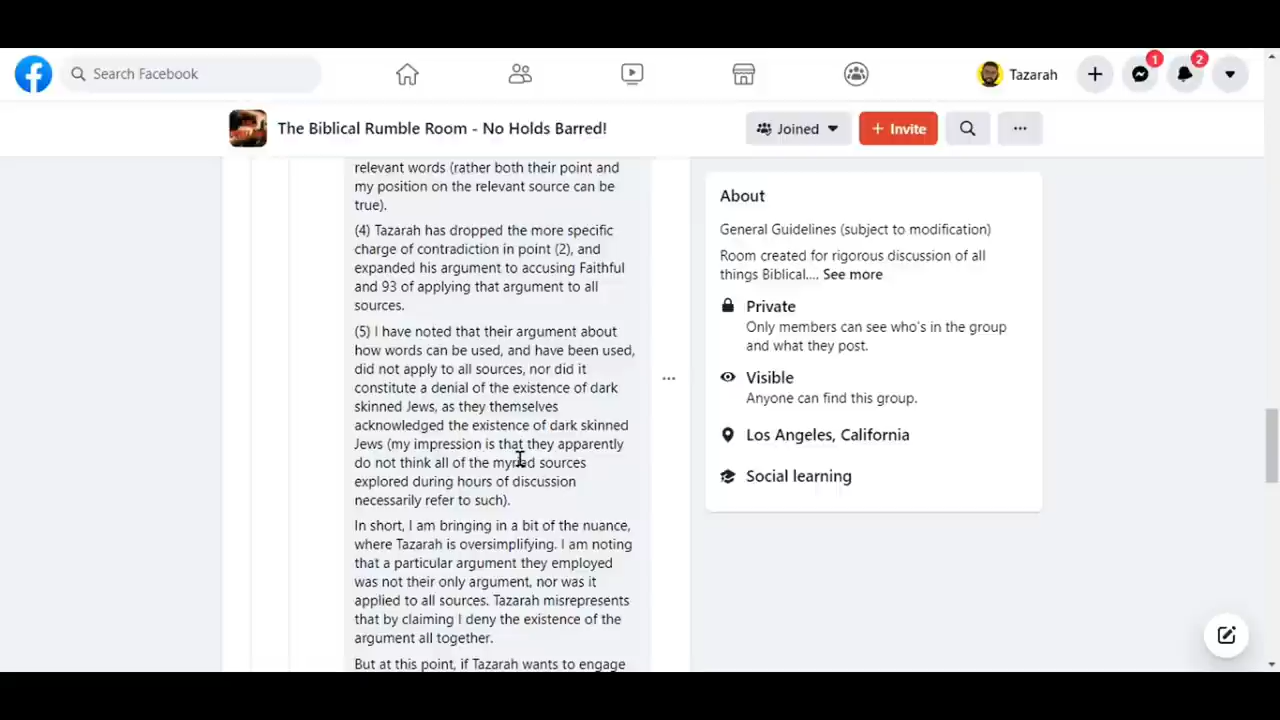 Search Facebook
Tazarah
1
2
The Biblical Rumble Room - No Holds Barred!
Joined
+ Invite
relevant words (rather both their point and
my position on the relevant source can be
true).
(4) Tazarah has dropped the more specific
charge of contradiction in point (2), and
expanded his argument to accusing Faithful
and 93 of applying that argument to all
sources.
(5) I have noted that their argument about
how words can be used, and have been used,
did not apply to all sources, nor did it
constitute a denial of the existence of dark
skinned Jews, as they themselves
acknowledged the existence of dark skinned
Jews (my impression is that they apparently
do not think all of the myriad sources
explored during hours of discussion
necessarily refer to such).
In short, I am bringing in a bit of the nuance,
where Tazarah is oversimplifying. I am noting
that a particular argument they employed
was not their only argument, nor was it
applied to all sources. Tazarah misrepresents
that by claiming I deny the existence of the
argument all together.
But at this point, if Tazarah wants to engage
About
General Guidelines (subject to modification)
Room created for rigorous discussion of all
things Biblical.... See more
Private
Only members can see who's in the group
and what they post.
Visible
Anyone can find this group.
Los Angeles, California
Social learning